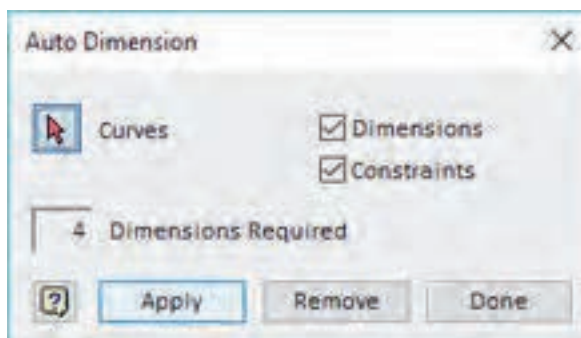 Auto Dimension
Curves
Dimensions
Constraints
4 Dimensions Required
Apply Remove Done